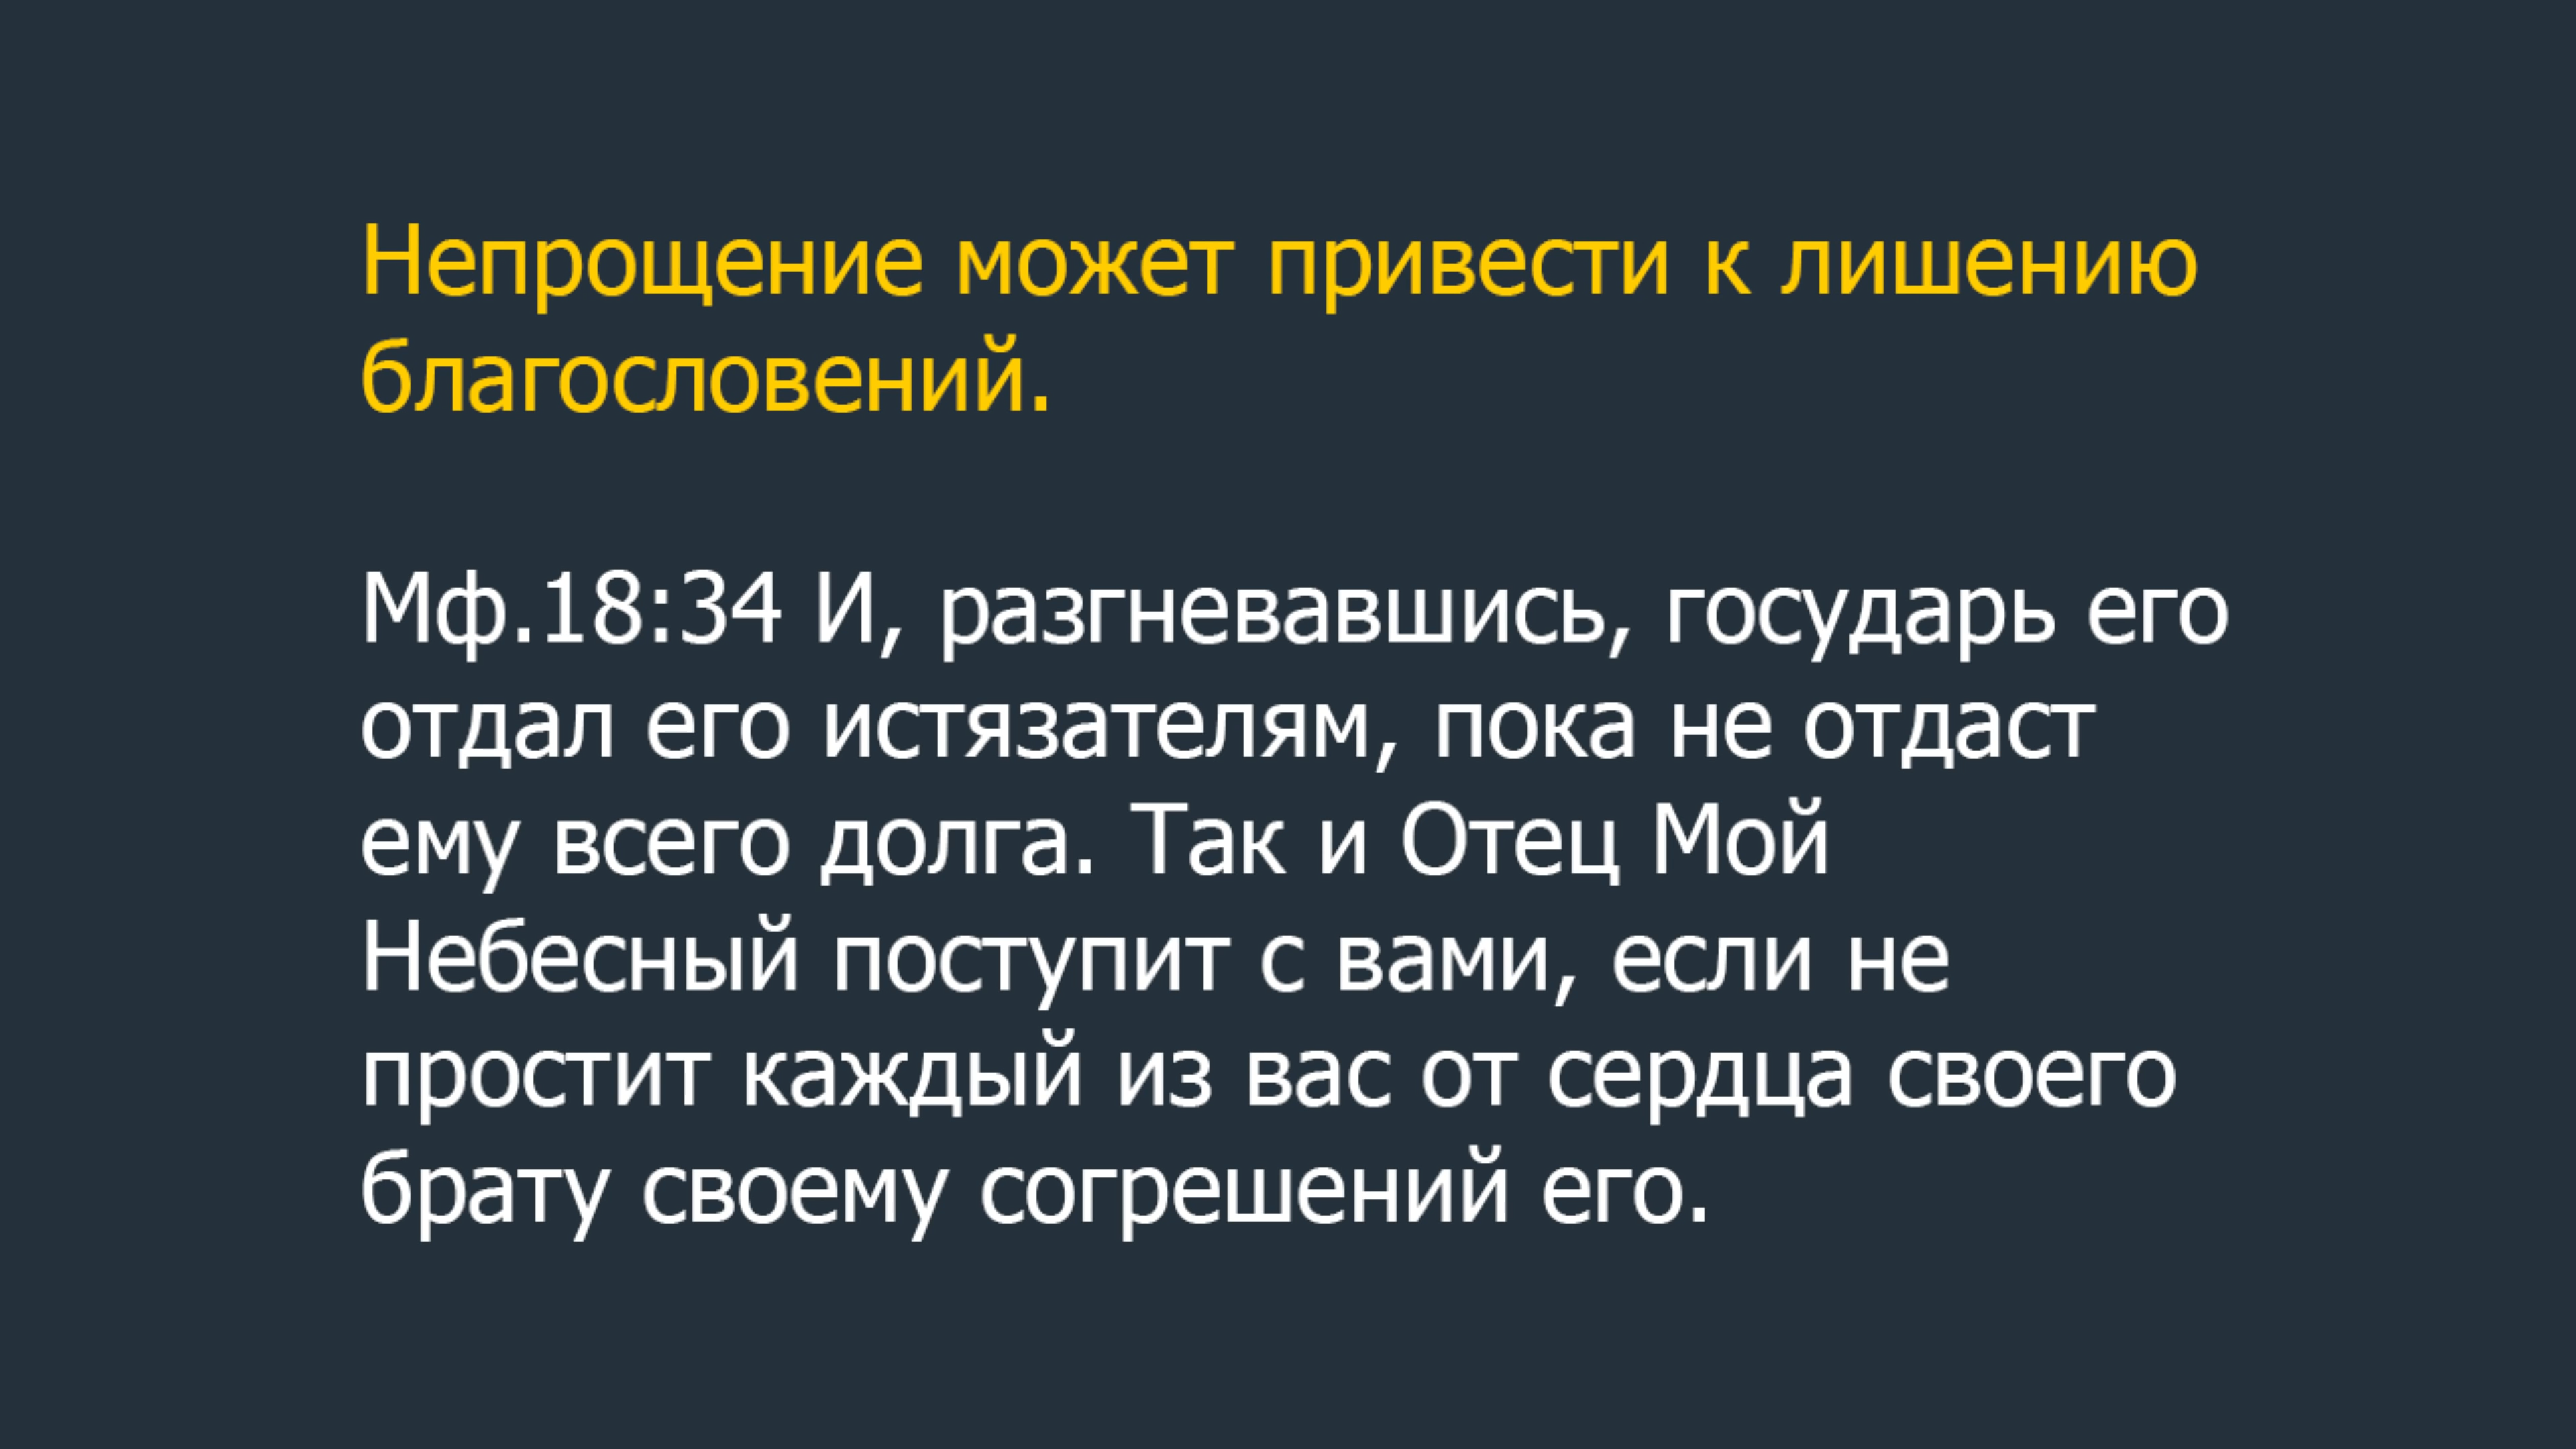 Непрощение может привести к лишению
благословений.
Мф.18:34 И, разгневавшись, государь его
отдал его истязателям, пока не отдаст
ему всего долга. Так и Отец Мой
Небесный поступит с вами, если не
простит каждый из вас от сердца своего
брату своему согрешений его.